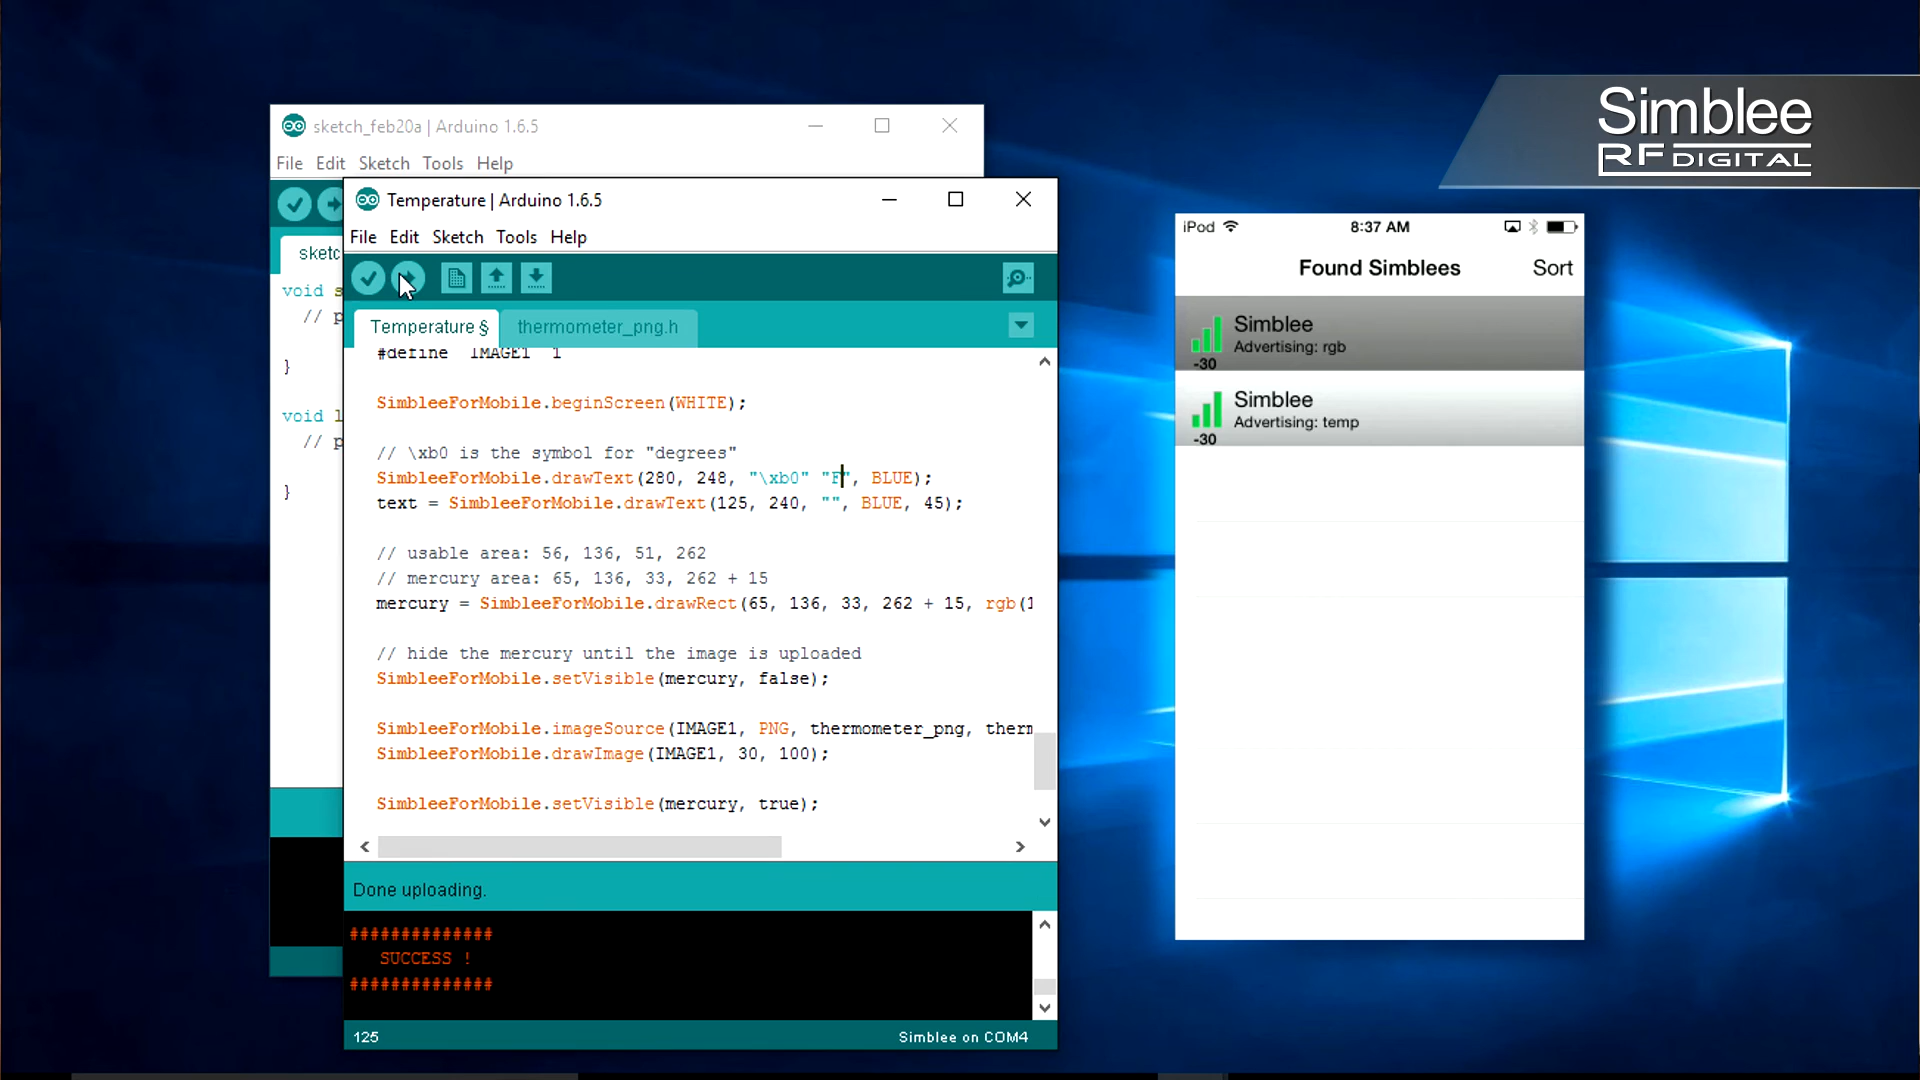 Simblee
RF DIGITAL
sketch_feb20a | Arduino 1.6.5
File Edit Sketch Tools Help
sketc
void s
// p
}
void l
// p
}
Temperature | Arduino 1.6.5
File Edit Sketch Tools Help
Temperature § thermometer_png.h
#define IMAGE1 1
SimbleeForMobile.beginScreen(WHITE);
// \xb0 is the symbol for "degrees"
SimbleeForMobile.drawText(280, 248, "\xb0" "F", BLUE);
text = SimbleeForMobile.drawText(125, 240, "", BLUE, 45);
// usable area: 56, 136, 51, 262
// mercury area: 65, 136, 33, 262 + 15
mercury = SimbleeForMobile.drawRect(65, 136, 33, 262 + 15, rgb(1
// hide the mercury until the image is uploaded
SimbleeForMobile.setVisible(mercury, false);
SimbleeForMobile.imageSource(IMAGE1, PNG, thermometer_png, therm
SimbleeForMobile.drawImage(IMAGE1, 30, 100);
SimbleeForMobile.setVisible(mercury, true);
Done uploading.
##############
SUCCESS !
##############
125 Simblee on COM4
iPod 8:37 AM
Found Simblees Sort
Simblee
Advertising: rgb
-30
Simblee
Advertising: temp
-30